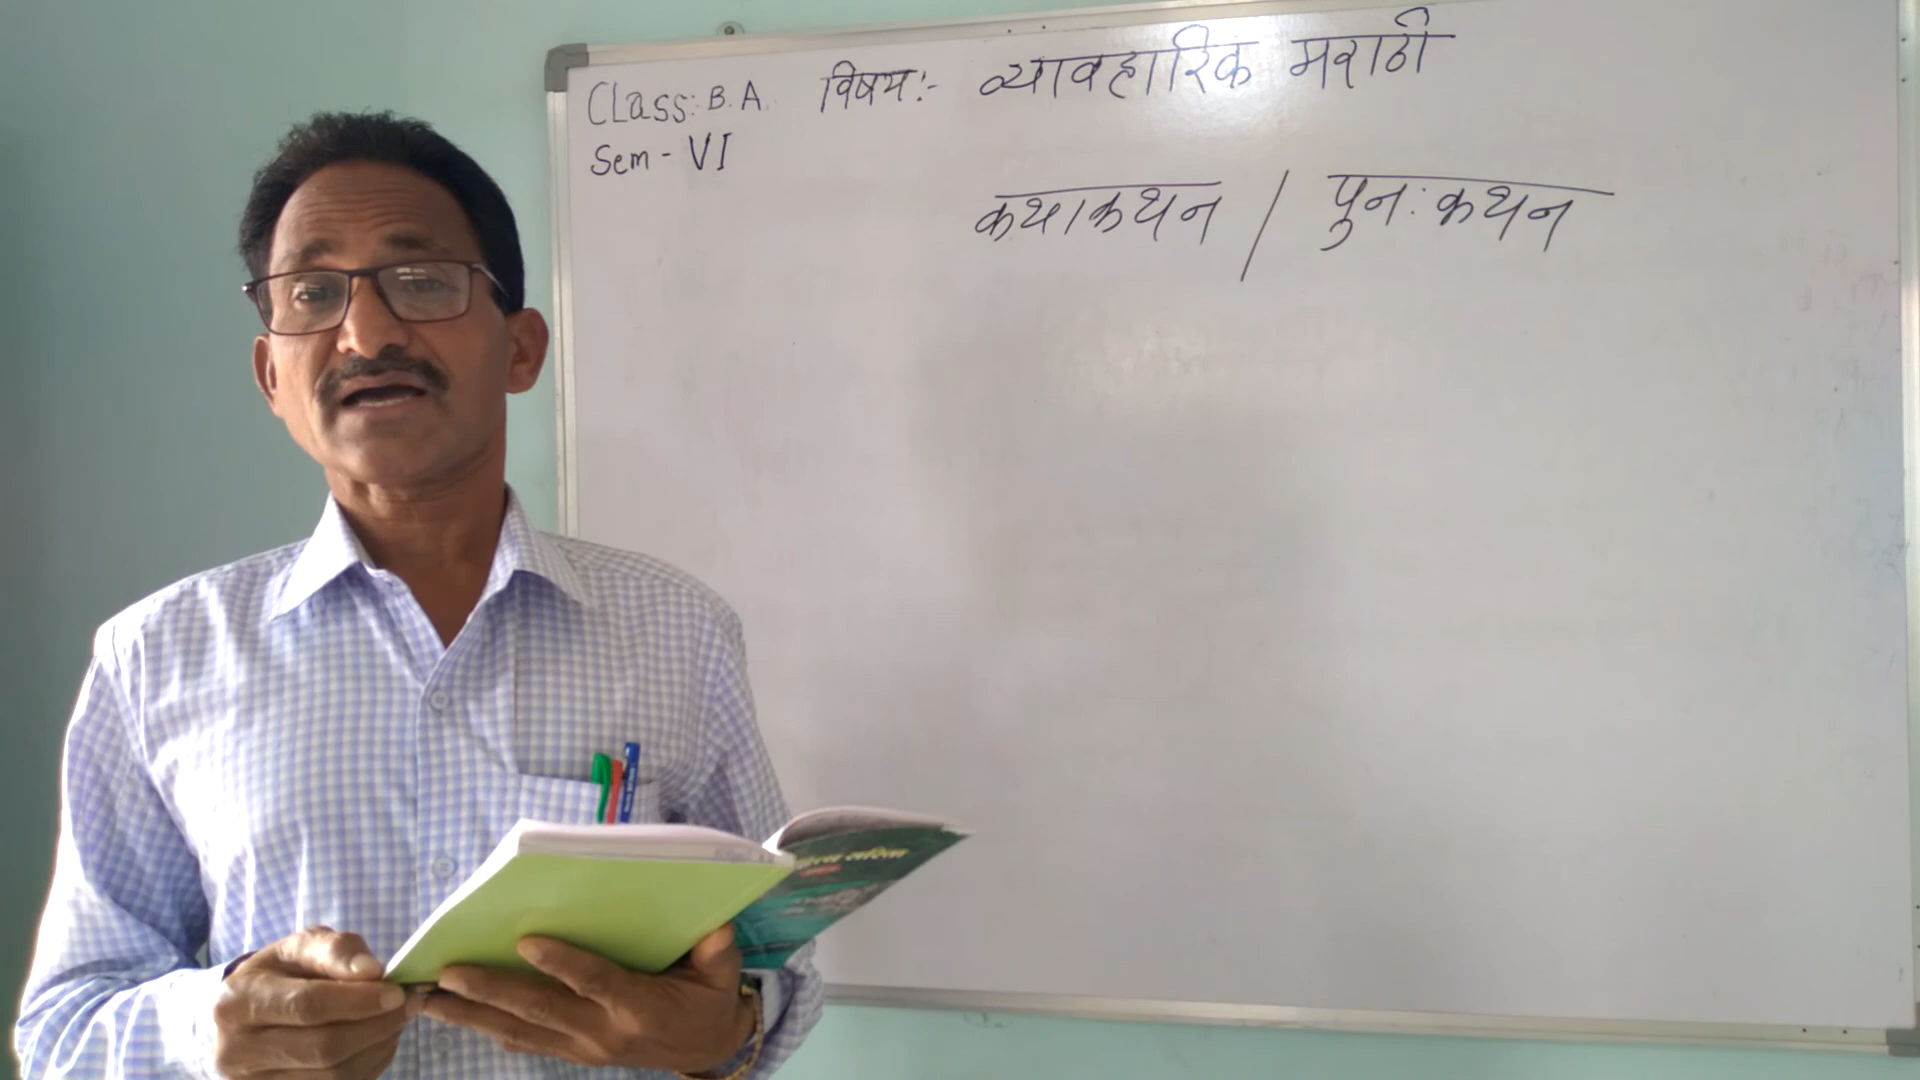 Class: B.A. विषय:- व्यावहारिक मराठी
Sem - VI
कथाकथन / पुन: कथन